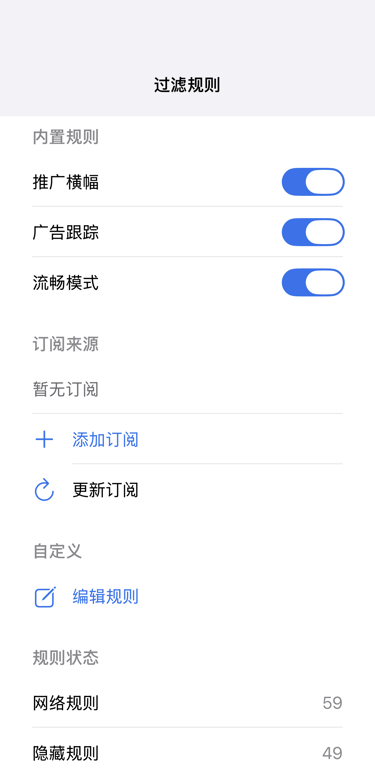 过滤规则
内置规则
推广横幅
广告跟踪
流畅模式
订阅来源
暂无订阅
添加订阅
更新订阅
自定义
编辑规则
规则状态
网络规则 59
隐藏规则 49